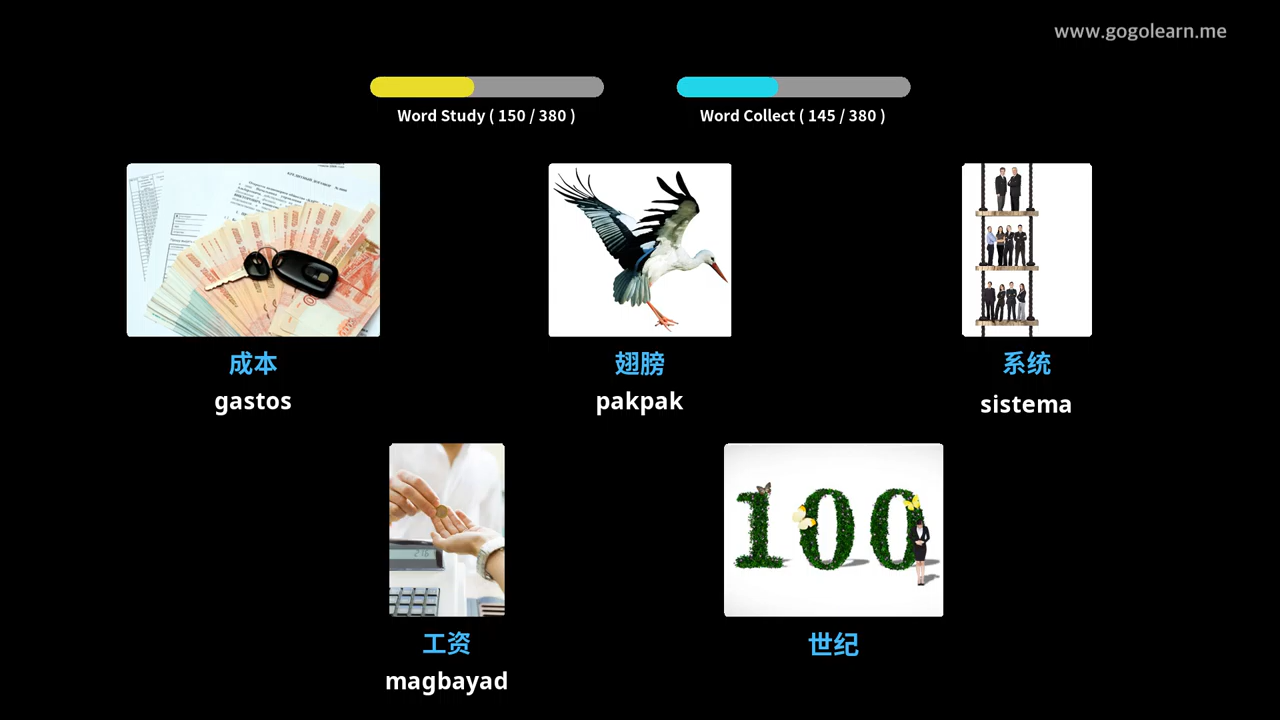 www.gogolearn.me
Word Study ( 150 / 380 )
Word Collect ( 145 / 380 )
成本
gastos
翅膀
pakpak
系统
sistema
工资
magbayad
世纪